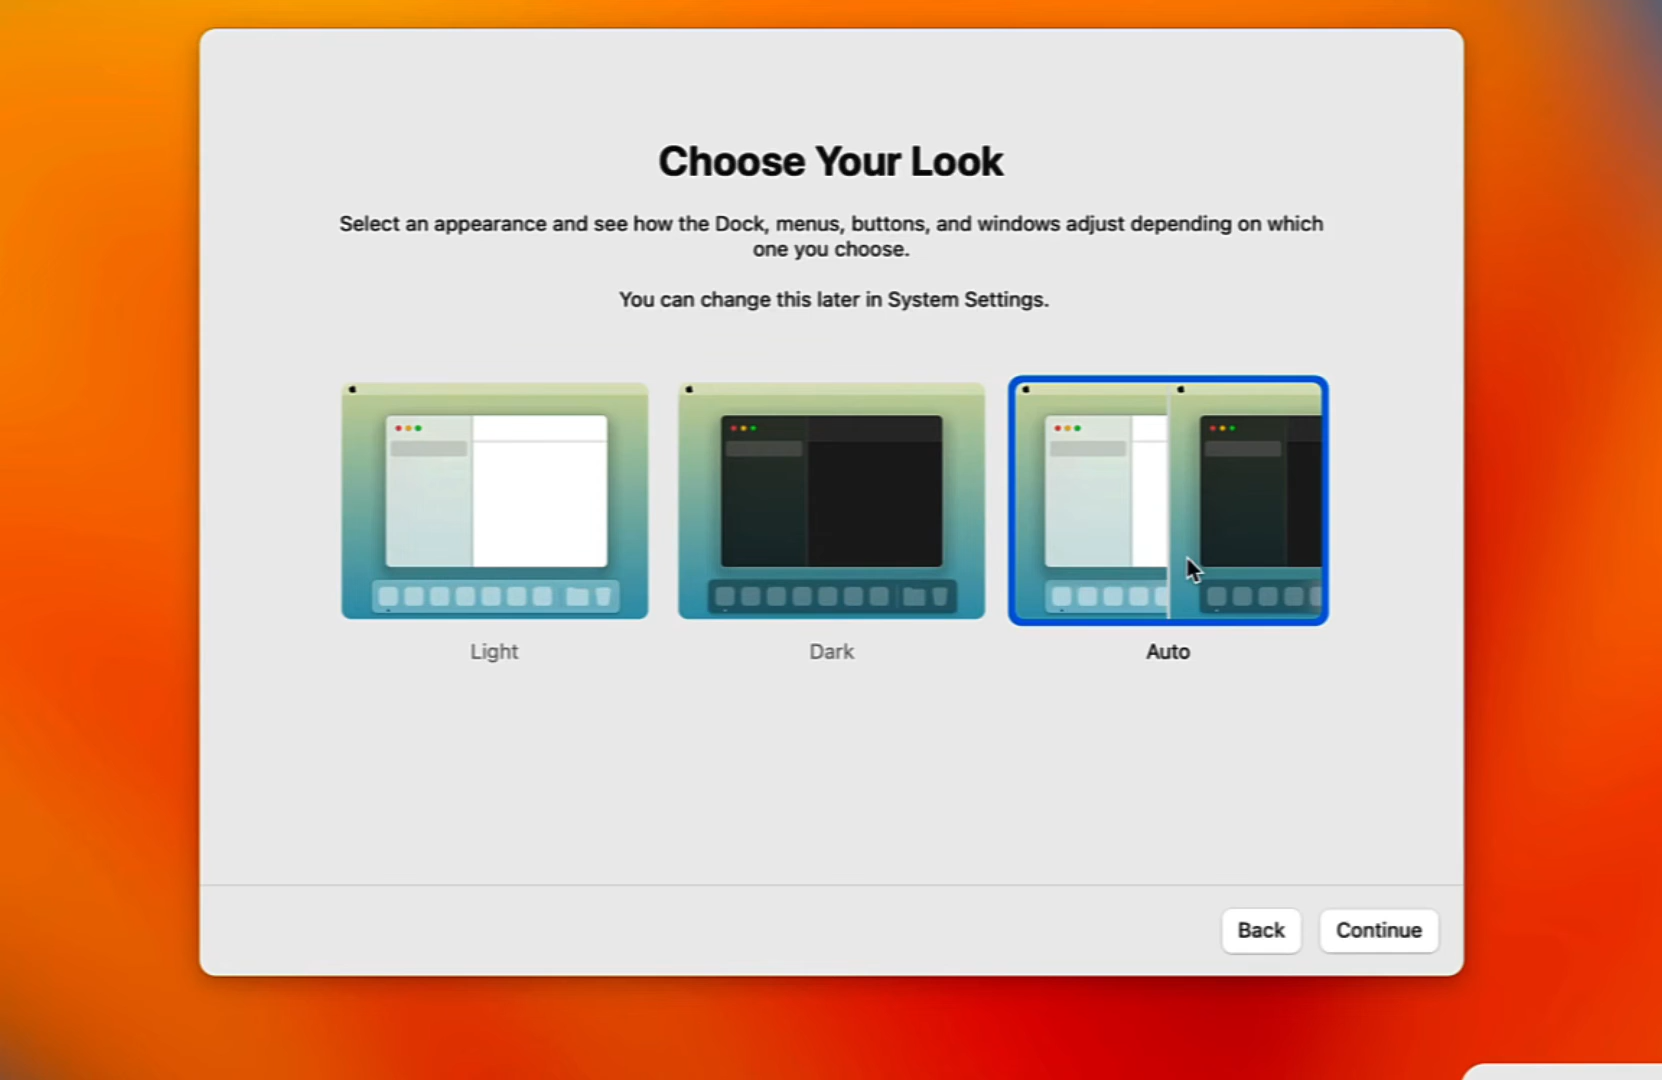 Choose Your Look
Select an appearance and see how the Dock, menus, buttons, and windows adjust depending on which
one you choose.
You can change this later in System Settings.
Light
Dark
Auto
Back
Continue